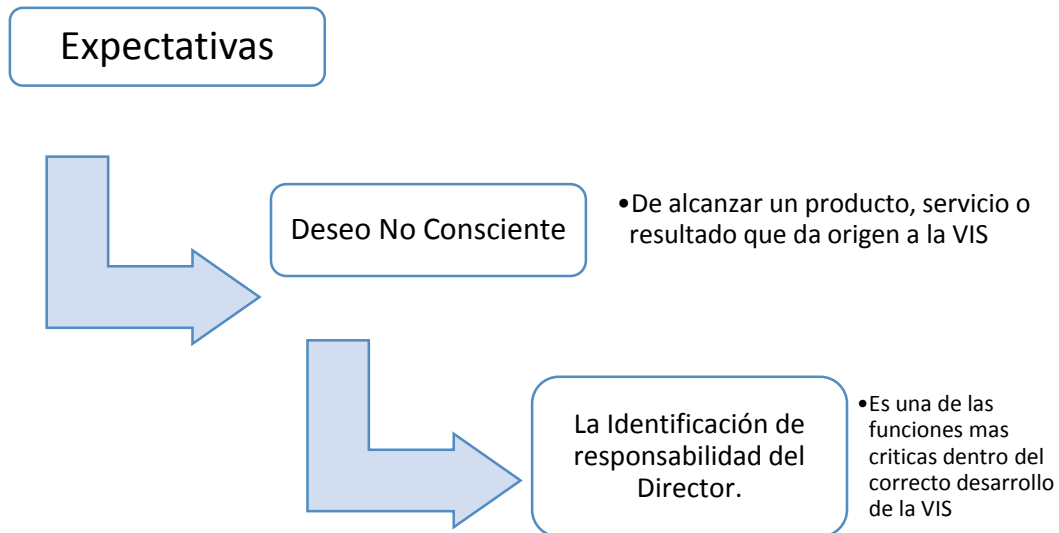 Expectativas
Deseo No Consciente
•De alcanzar un producto, servicio o
resultado que da origen a la VIS
La Identificación de
responsabilidad del
Director.
•Es una de las
funciones mas
criticas dentro del
correcto desarrollo
de la VIS